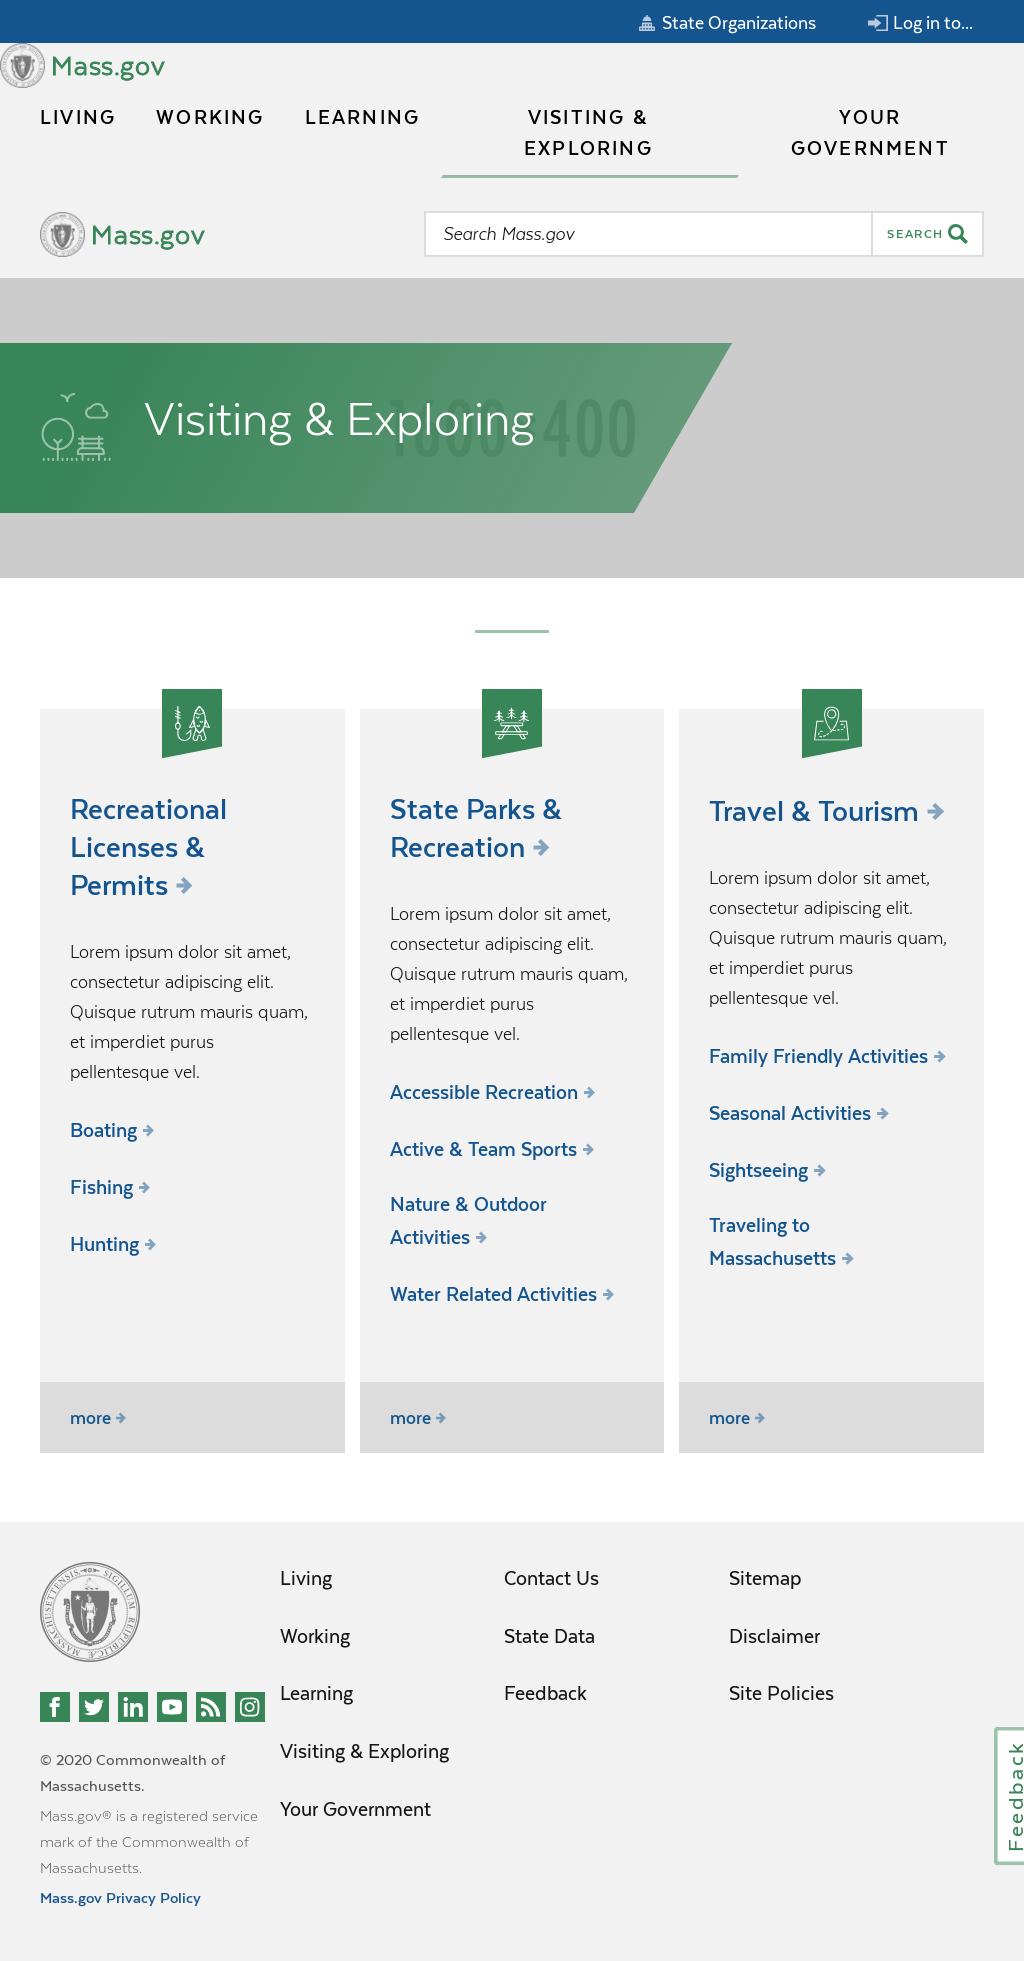 State Organizations
Log in to...
Mass.gov
LIVING
WORKING
LEARNING
VISITING &
EXPLORING
YOUR
GOVERNMENT
Mass.gov
Search Mass.gov
SEARCH
Visiting & Exploring
Recreational
Licenses &
Permits
Lorem ipsum dolor sit amet,
consectetur adipiscing elit.
Quisque rutrum mauris quam,
et imperdiet purus
pellentesque vel.
Boating
Fishing
Hunting
more
State Parks &
Recreation
Lorem ipsum dolor sit amet,
consectetur adipiscing elit.
Quisque rutrum mauris quam,
et imperdiet purus
pellentesque vel.
Accessible Recreation
Active & Team Sports
Nature & Outdoor
Activities
Water Related Activities
more
Travel & Tourism
Lorem ipsum dolor sit amet,
consectetur adipiscing elit.
Quisque rutrum mauris quam,
et imperdiet purus
pellentesque vel.
Family Friendly Activities
Seasonal Activities
Sightseeing
Traveling to
Massachusetts
more
© 2020 Commonwealth of
Massachusetts.
Mass.gov® is a registered service
mark of the Commonwealth of
Massachusetts.
Mass.gov Privacy Policy
Living
Working
Learning
Visiting & Exploring
Your Government
Contact Us
State Data
Feedback
Sitemap
Disclaimer
Site Policies
Feedback